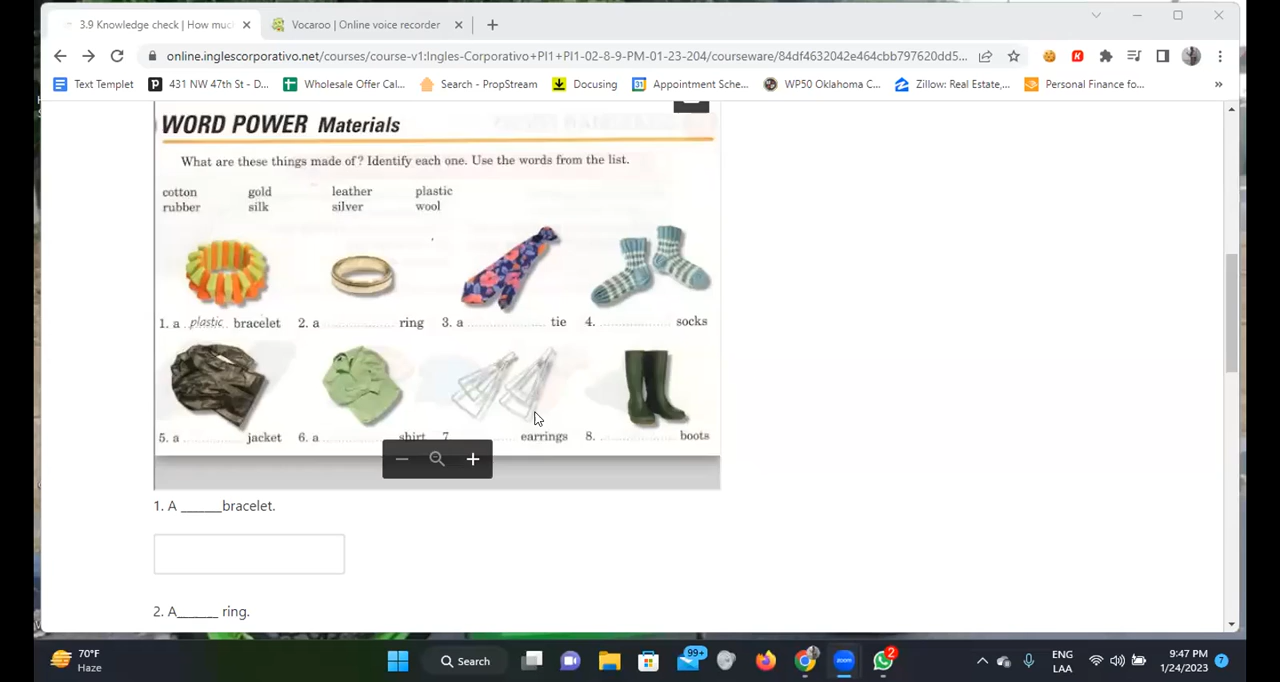 3.9 Knowledge check | How muc
Vocaroo | Online voice recorder
online.inglescorporativo.net/courses/course-v1:Ingles-Corporativo+PI1+PI1-02-8-9-PM-01-23-204/courseware/84df4632042e464cbb797620dd5...
Text Templet 431 NW 47th St - D... Wholesale Offer Cal... Search - PropStream Docusing Appointment Sche... WP50 Oklahoma C... Zillow: Real Estate,... Personal Finance fo... »
WORD POWER Materials
What are these things made of? Identify each one. Use the words from the list.
cotton gold leather plastic
rubber silk silver wool
1. a plastic bracelet 2. a ............ ring 3. a ............ tie 4. ............ socks
5. a ............ jacket 6. a ............ shirt 7 ............ earrings 8. ............ boots
1. A ______bracelet.
2. A______ ring.
70°F
Haze
Search
99+
2
ENG
LAA
9:47 PM
1/24/2023
7